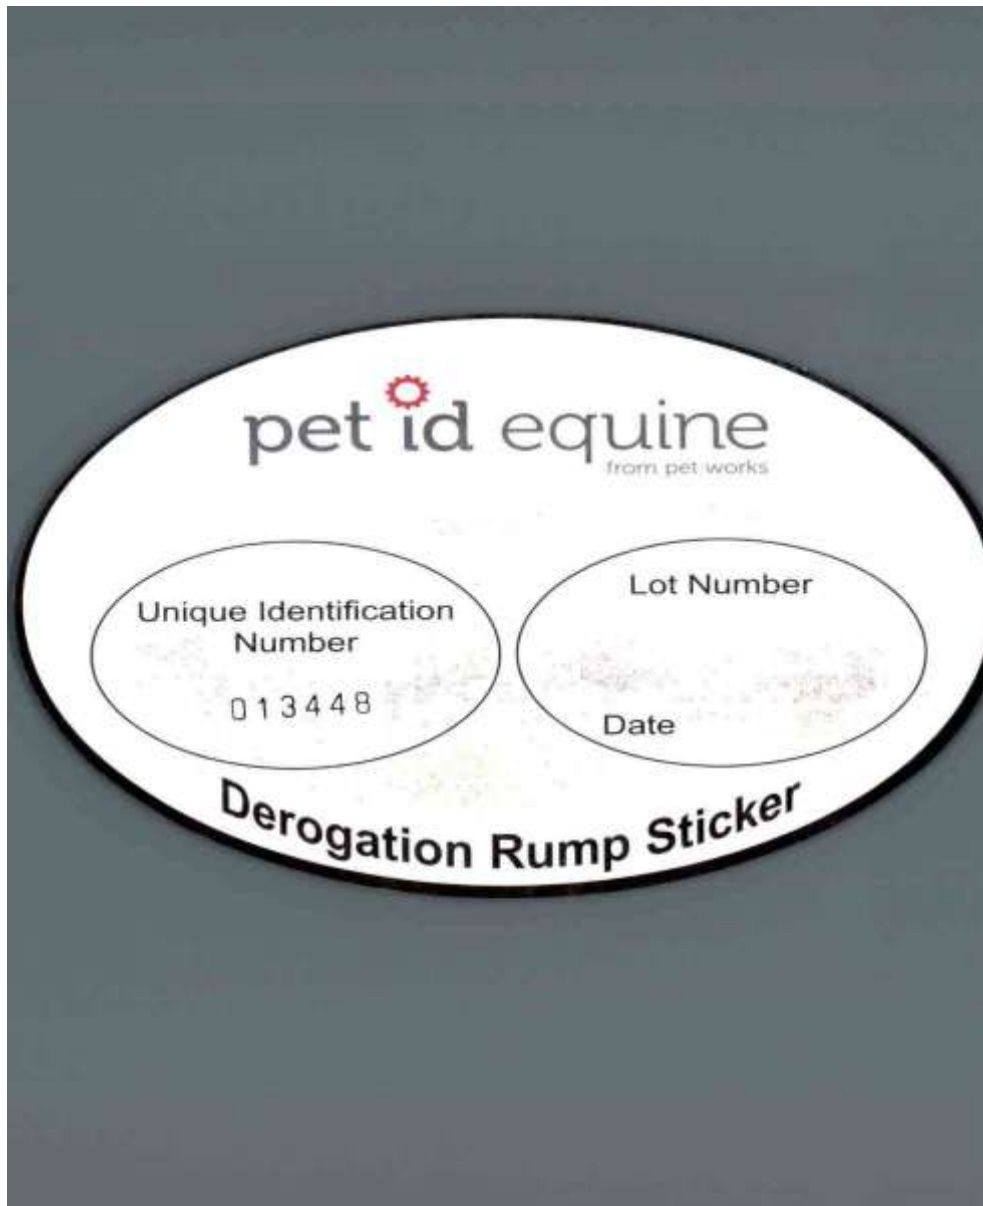 pet id equine
from pet works
Unique Identification
Number
013448
Lot Number
Date
Derogation Rump Sticker